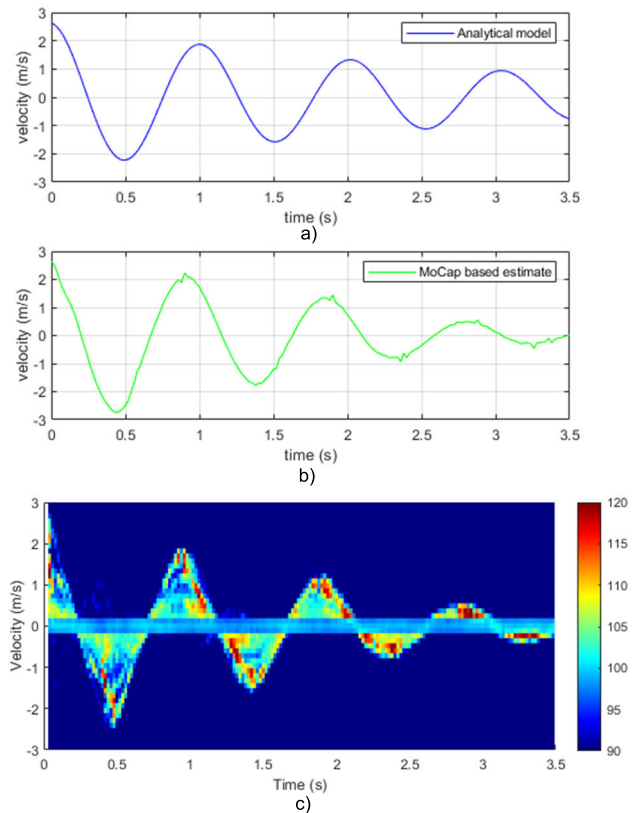 3
2
1
0
-1
-2
-3
velocity (m/s)
Analytical model
0 0.5 1 1.5 2 2.5 3 3.5
time (s)
a)
3
2
1
0
-1
-2
-3
velocity (m/s)
MoCap based estimate
0 0.5 1 1.5 2 2.5 3 3.5
time (s)
b)
3
2
1
0
-1
-2
-3
Velocity (m/s)
0 0.5 1 1.5 2 2.5 3 3.5
Time (s)
120
115
110
105
100
95
90
c)